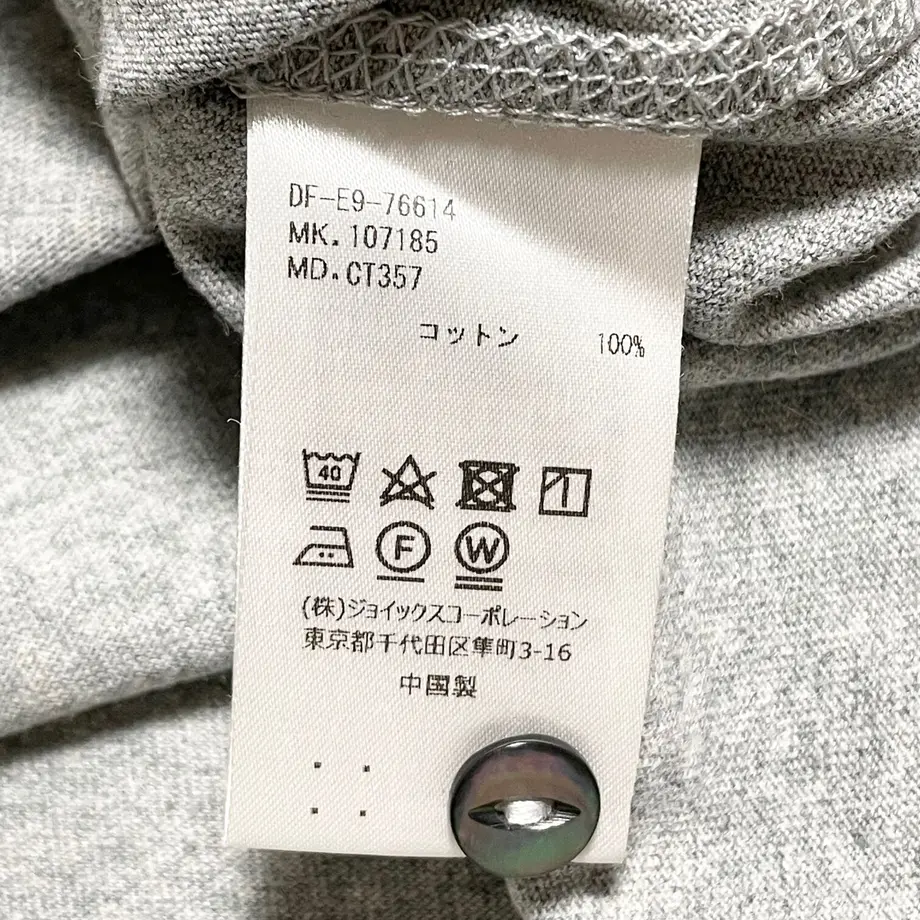 DF-E9-76614
MK.107185
MD.CT357
コットン 100%
40
F W
(株)ジョイックスコーポレーション
東京都千代田区隼町3-16
中国製